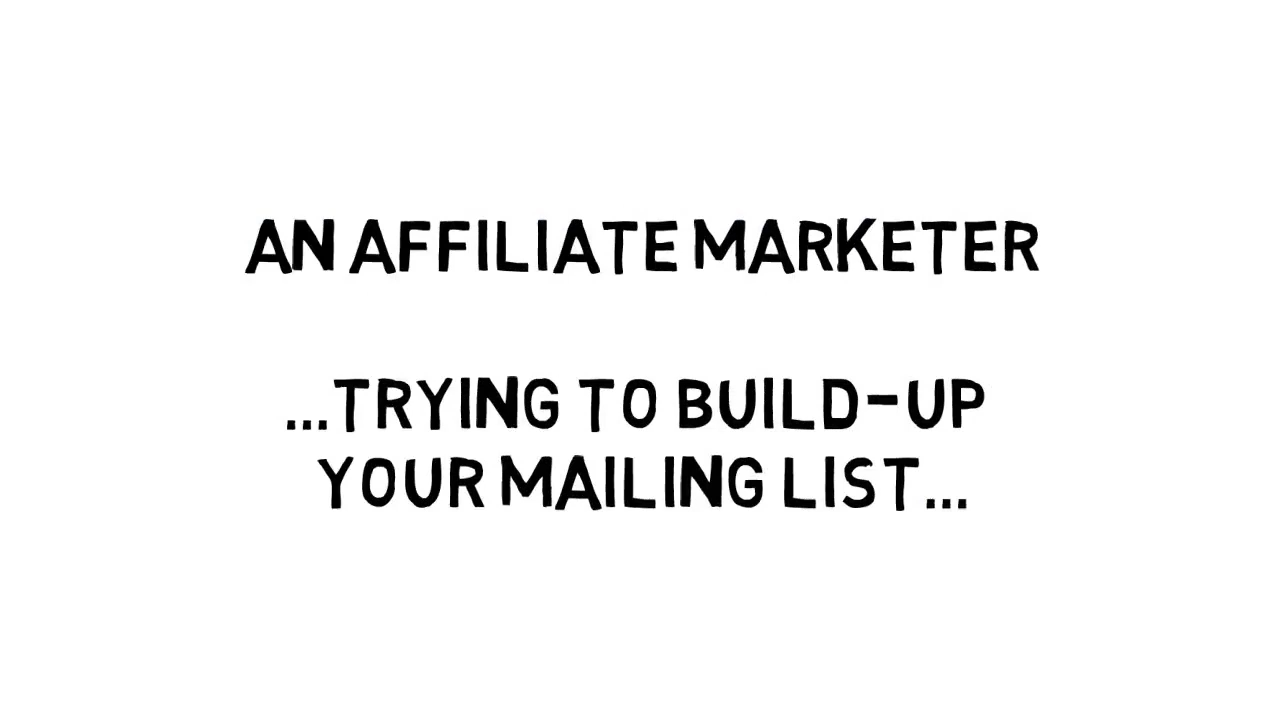 AN AFFILIATE MARKETER
...TRYING TO BUILD-UP
YOUR MAILING LIST...